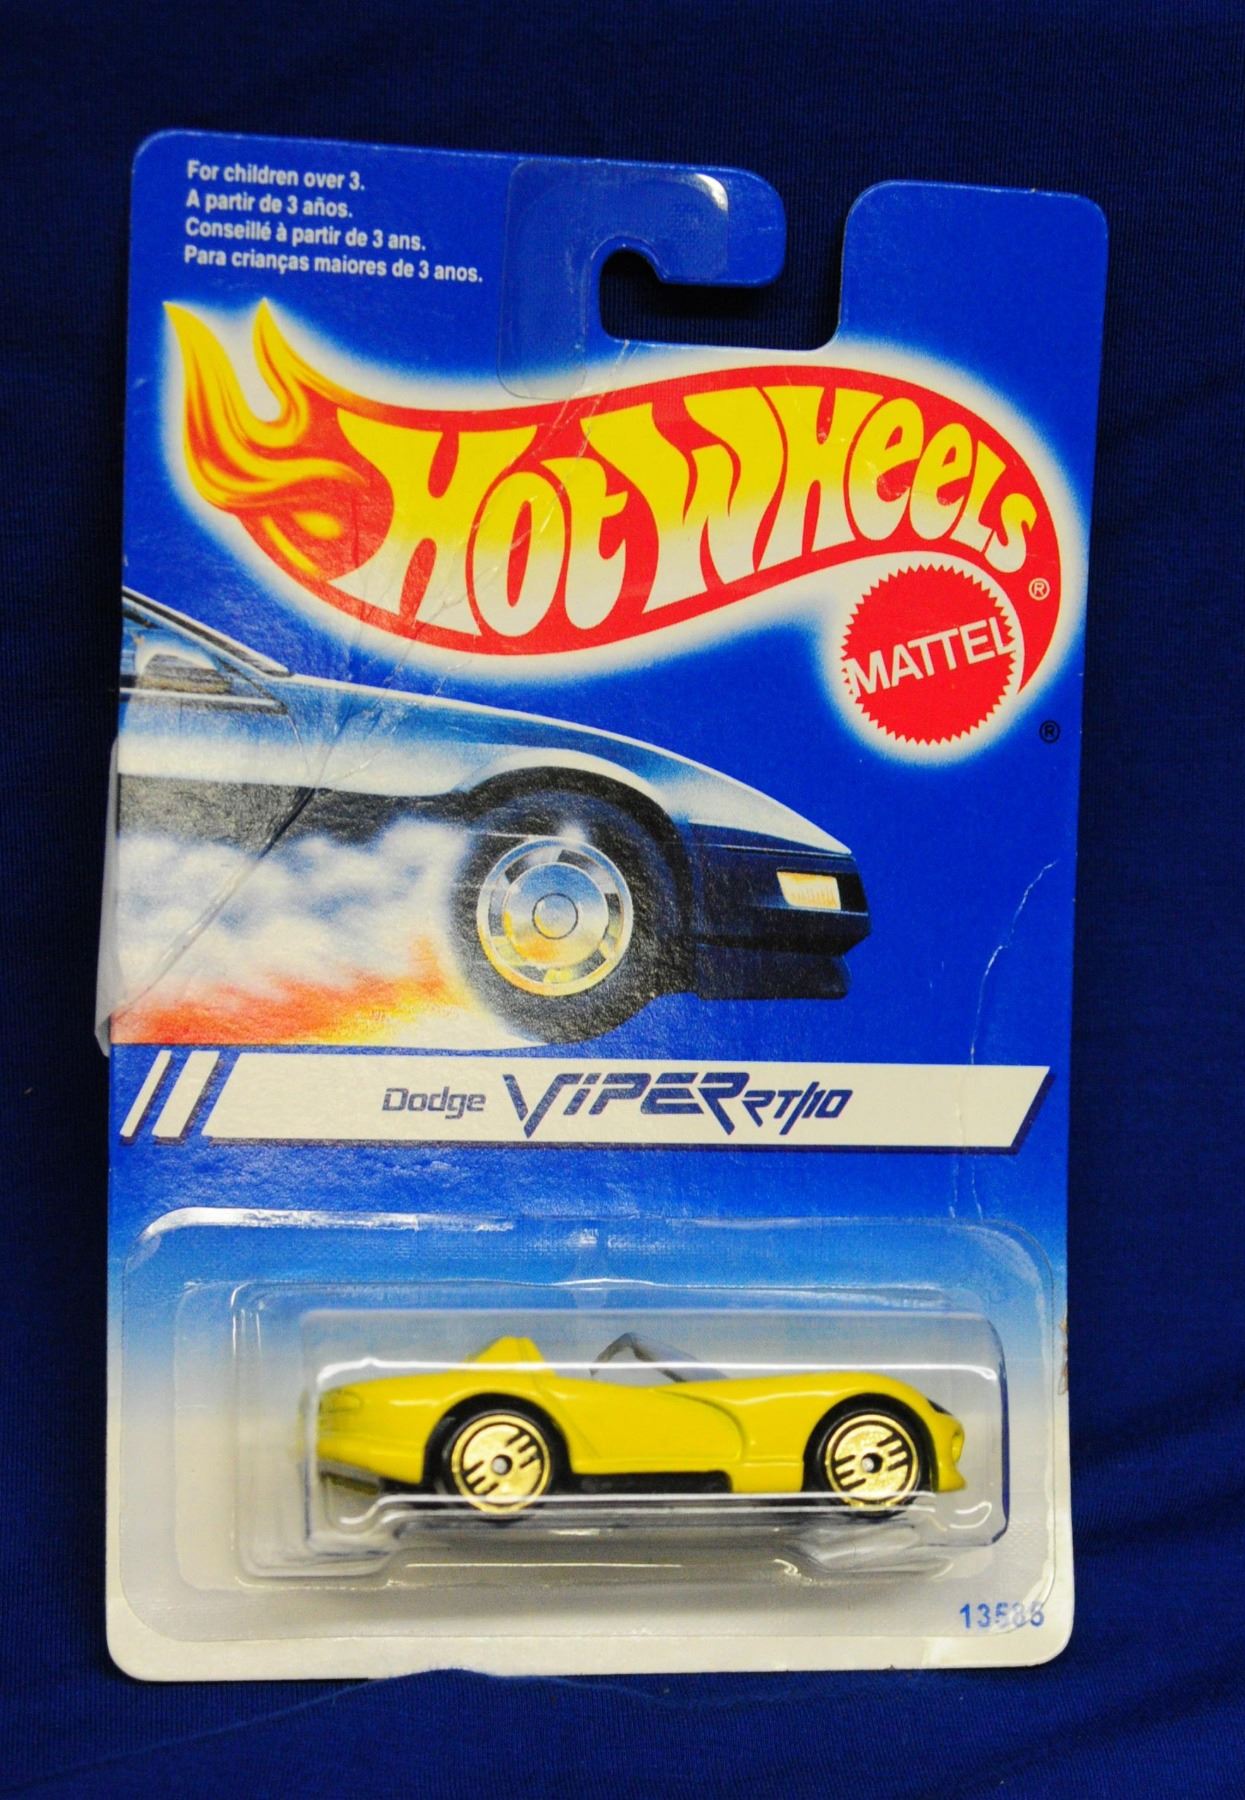 For children over 3.
A partir de 3 años.
Conseillé à partir de 3 ans.
Para crianças maiores de 3 anos.
Hot Wheels ®
MATTEL
®
Dodge VIPER RT/10
13585